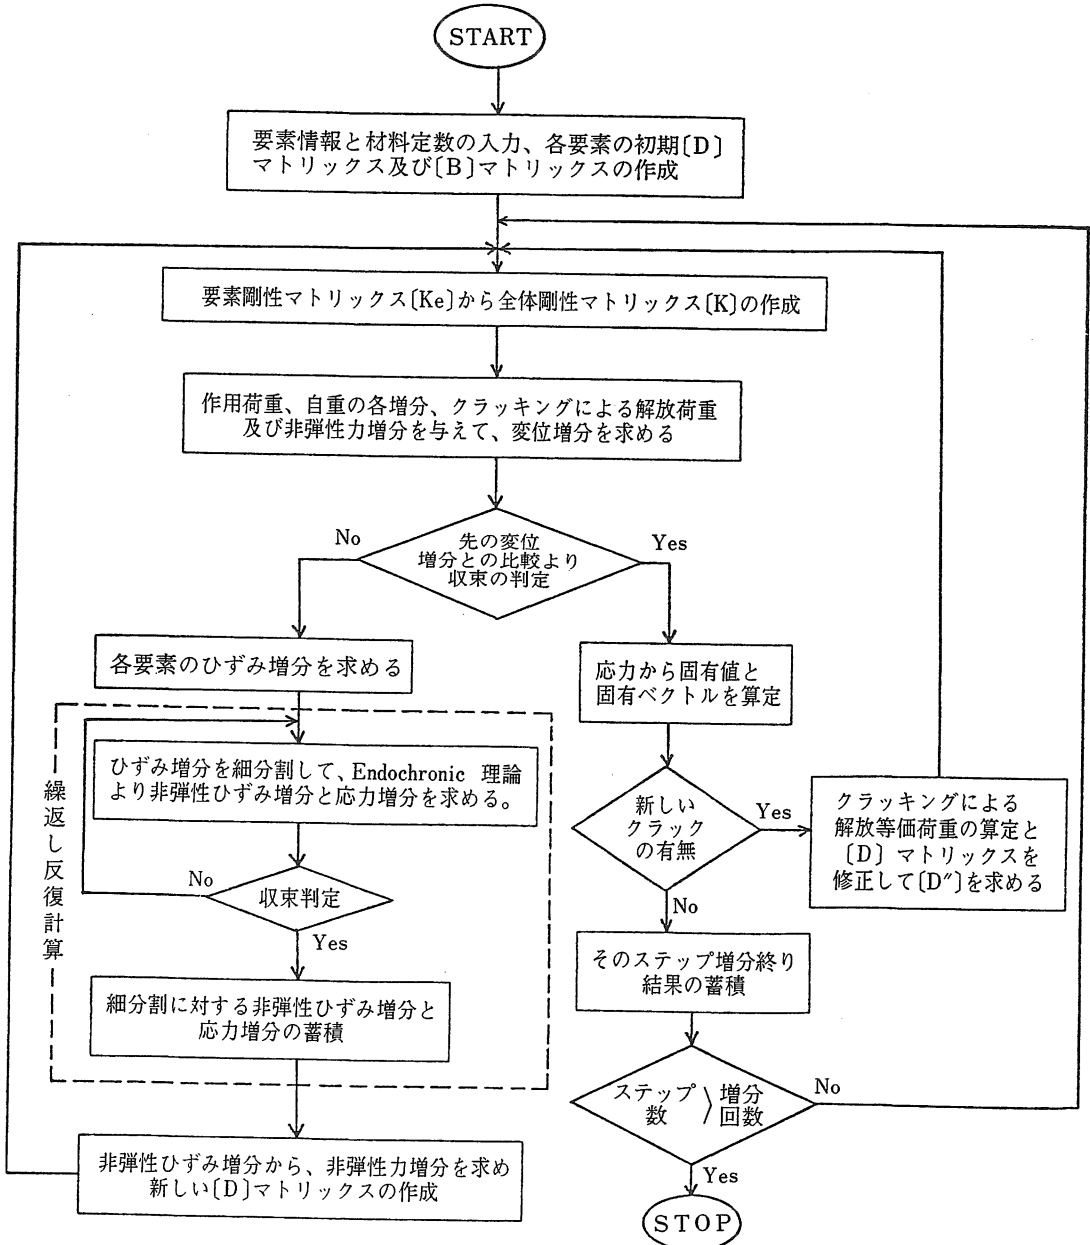 START
要素情報と材料定数の入力、各要素の初期〔D〕
マトリックス及び〔B〕マトリックスの作成
要素剛性マトリックス〔Ke〕から全体剛性マトリックス〔K〕の作成
作用荷重、自重の各増分、クラッキングによる解放荷重
及び非弾性力増分を与えて、変位増分を求める
先の変位
増分との比較より
収束の判定
No
Yes
各要素のひずみ増分を求める
繰返し反復計算
ひずみ増分を細分割して、Endochronic 理論
より非弾性ひずみ増分と応力増分を求める。
収束判定
No
Yes
細分割に対する非弾性ひずみ増分と
応力増分の蓄積
非弾性ひずみ増分から、非弾性力増分を求め
新しい〔D〕マトリックスの作成
応力から固有値と
固有ベクトルを算定
新しい
クラック
の有無
Yes
No
クラッキングによる
解放等価荷重の算定と
〔D〕マトリックスを
修正して〔D″〕を求める
そのステップ増分終り
結果の蓄積
ステップ数 〉 増分回数
No
Yes
STOP